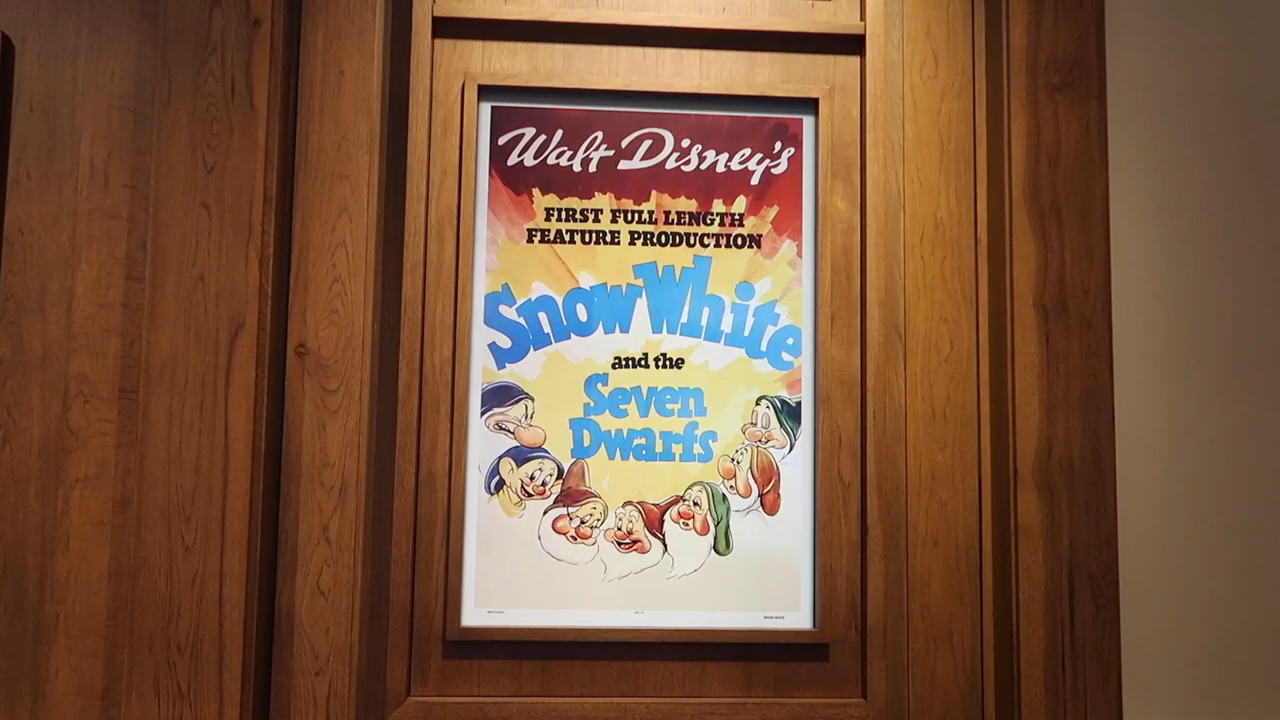 Walt Disney's
FIRST FULL LENGTH
FEATURE PRODUCTION
Snow White
and the
Seven
Dwarfs